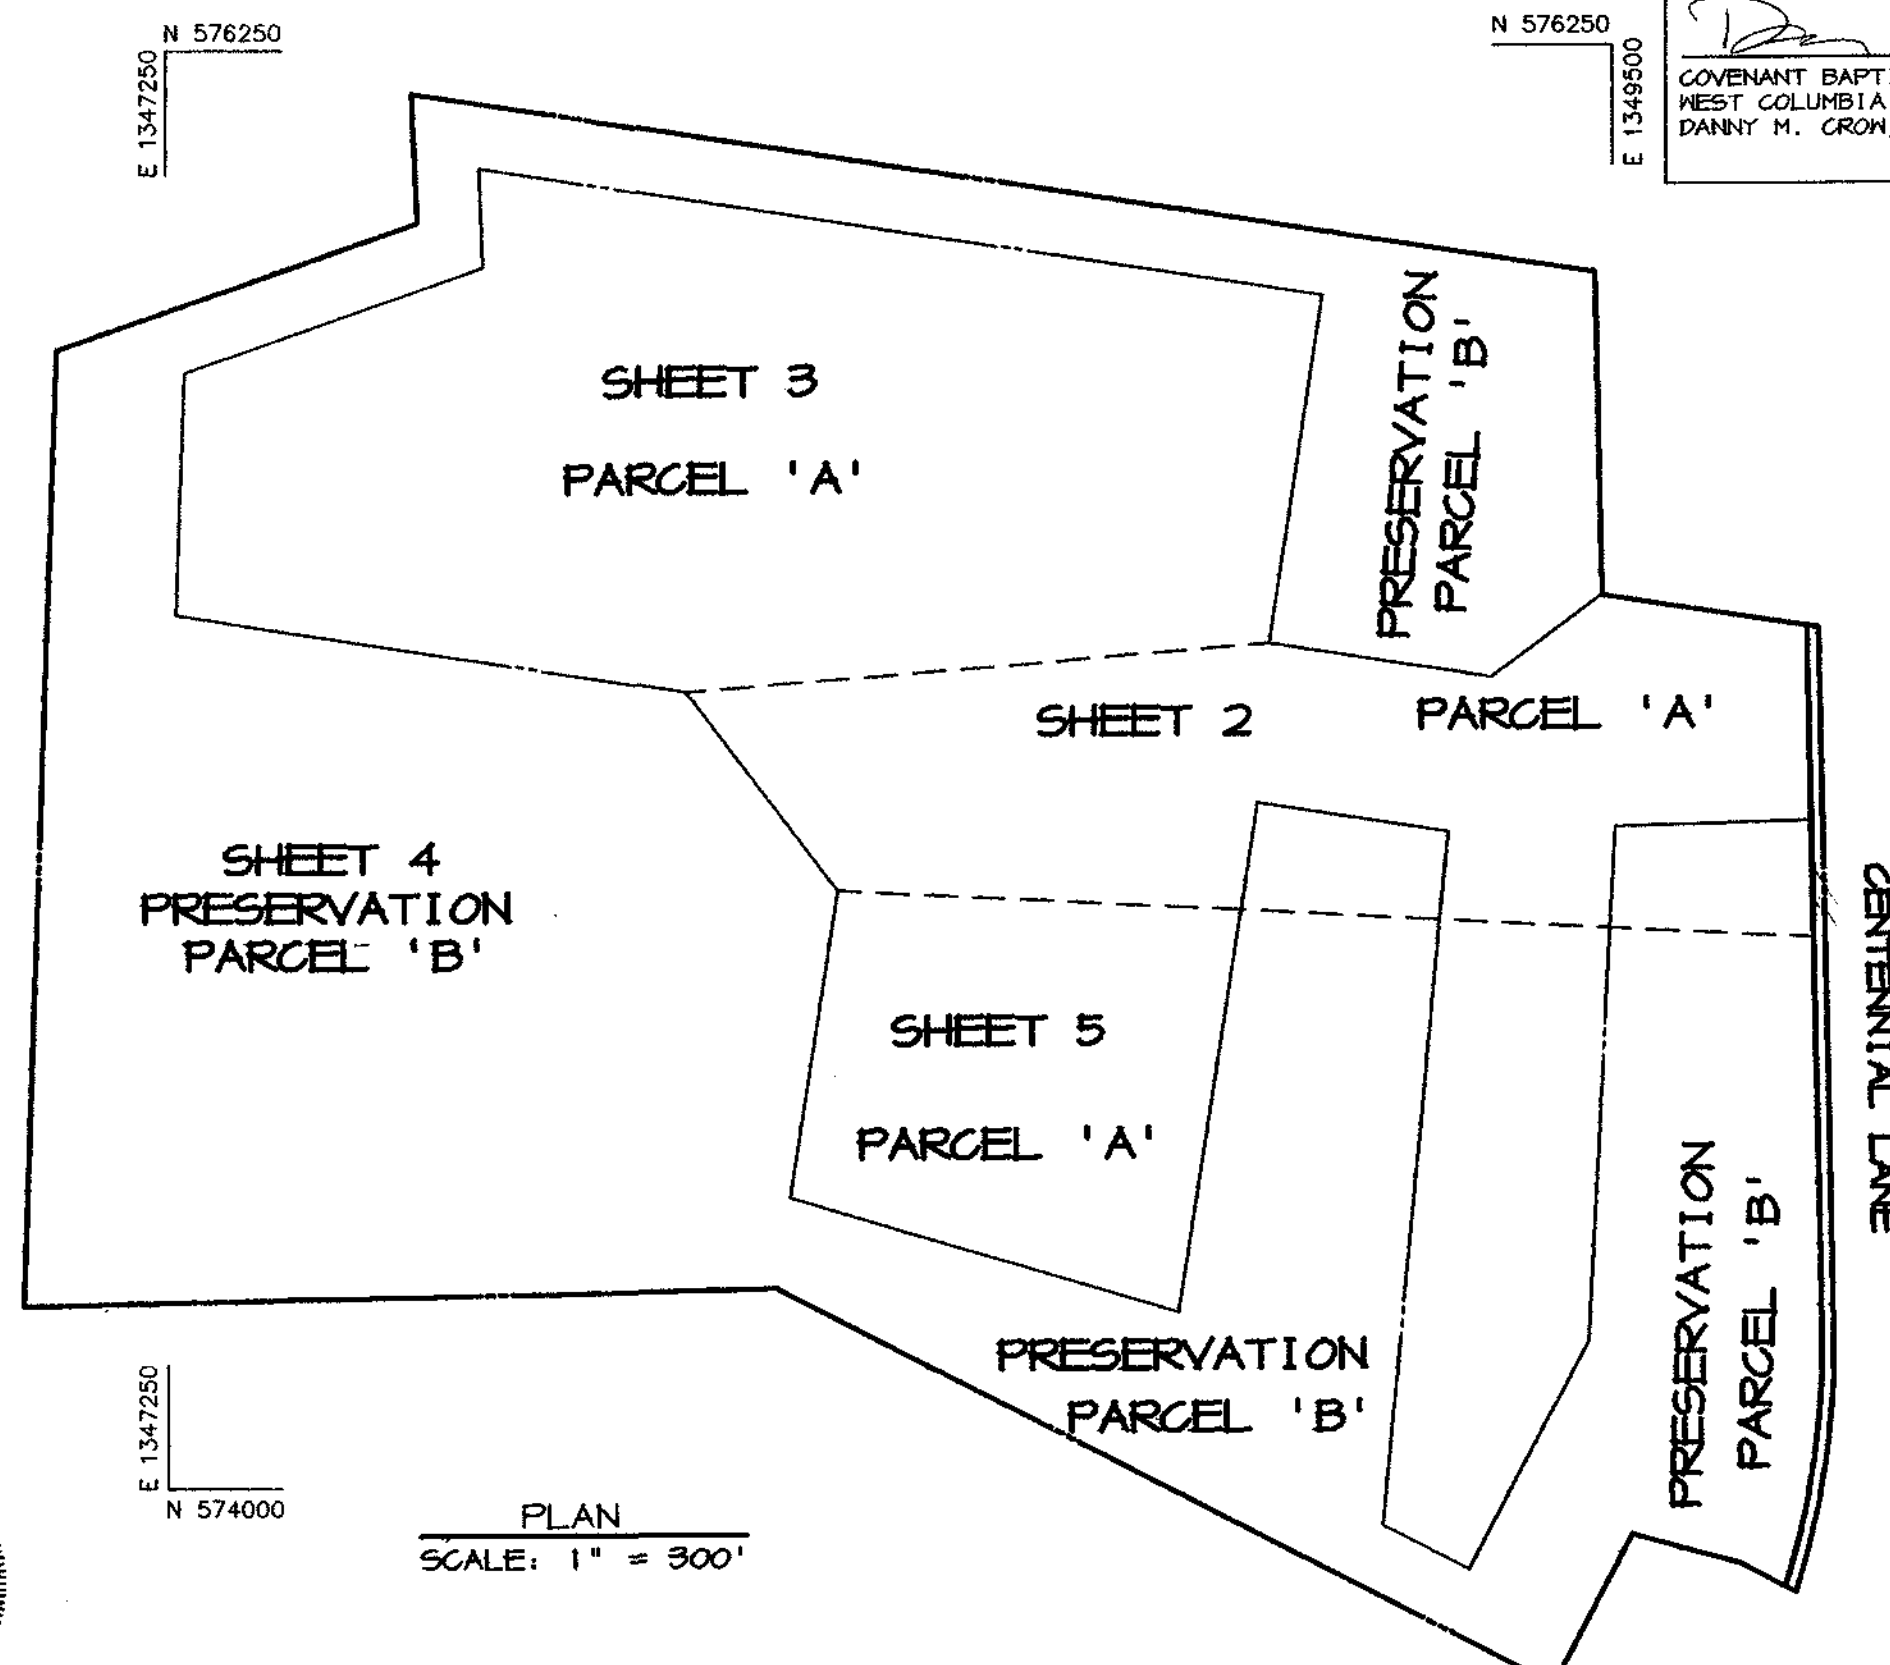 N 576250
E 1347250
N 576250
E 1349500
COVENANT BAPT
WEST COLUMBIA
DANNY M. CROW
PRESERVATION
PARCEL 'B'
SHEET 3
PARCEL 'A'
SHEET 2
PARCEL 'A'
SHEET 4
PRESERVATION
PARCEL 'B'
CENTENNIAL LANE
SHEET 5
PARCEL 'A'
PRESERVATION
PARCEL 'B'
PRESERVATION
PARCEL 'B'
E 1347250
N 574000
PLAN
SCALE: 1" = 300'